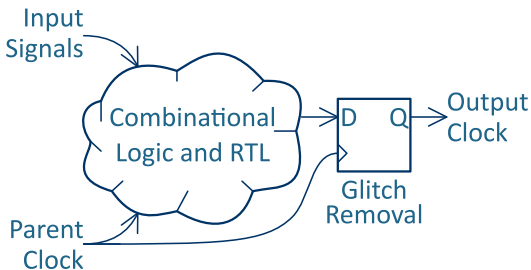 Input
Signals
Combinational
Logic and RTL
D Q
Output
Clock
Glitch
Removal
Parent
Clock